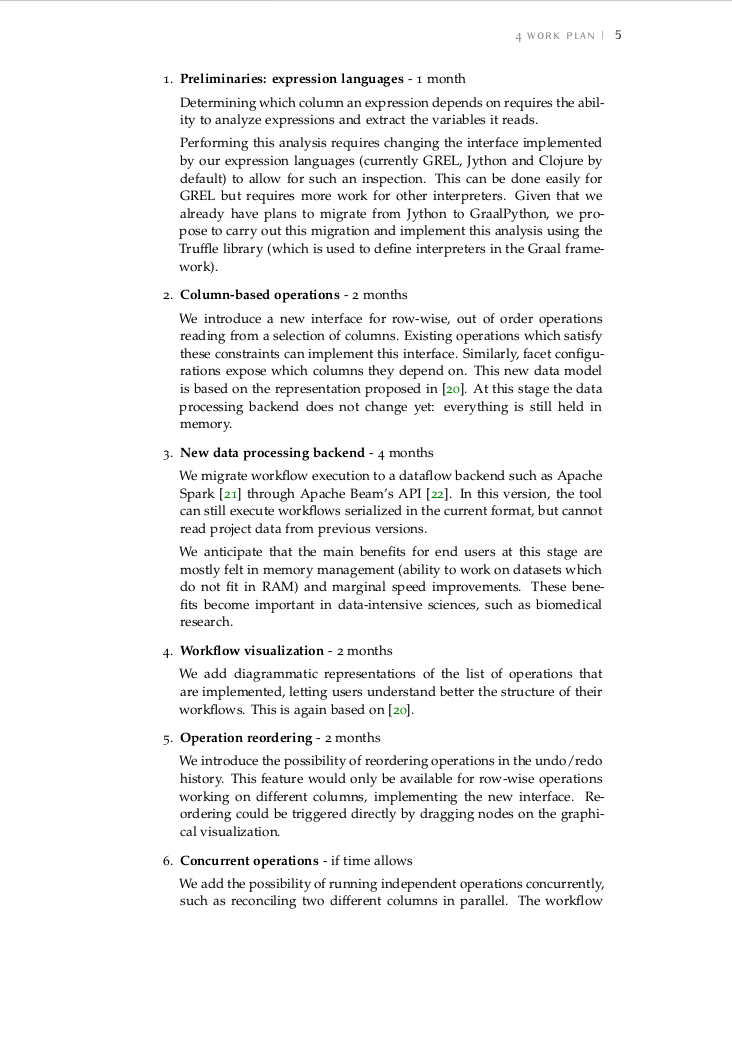 4 WORK PLAN | 5
1. Preliminaries: expression languages - 1 month
Determining which column an expression depends on requires the abil-
ity to analyze expressions and extract the variables it reads.
Performing this analysis requires changing the interface implemented
by our expression languages (currently GREL, Jython and Clojure by
default) to allow for such an inspection. This can be done easily for
GREL but requires more work for other interpreters. Given that we
already have plans to migrate from Jython to GraalPython, we pro-
pose to carry out this migration and implement this analysis using the
Truffle library (which is used to define interpreters in the Graal frame-
work).
2. Column-based operations - 2 months
We introduce a new interface for row-wise, out of order operations
reading from a selection of columns. Existing operations which satisfy
these constraints can implement this interface. Similarly, facet configu-
rations expose which columns they depend on. This new data model
is based on the representation proposed in [20]. At this stage the data
processing backend does not change yet: everything is still held in
memory.
3. New data processing backend - 4 months
We migrate workflow execution to a dataflow backend such as Apache
Spark [21] through Apache Beam's API [22]. In this version, the tool
can still execute workflows serialized in the current format, but cannot
read project data from previous versions.
We anticipate that the main benefits for end users at this stage are
mostly felt in memory management (ability to work on datasets which
do not fit in RAM) and marginal speed improvements. These bene-
fits become important in data-intensive sciences, such as biomedical
research.
4. Workflow visualization - 2 months
We add diagrammatic representations of the list of operations that
are implemented, letting users understand better the structure of their
workflows. This is again based on [20].
5. Operation reordering - 2 months
We introduce the possibility of reordering operations in the undo/redo
history. This feature would only be available for row-wise operations
working on different columns, implementing the new interface. Re-
ordering could be triggered directly by dragging nodes on the graphi-
cal visualization.
6. Concurrent operations - if time allows
We add the possibility of running independent operations concurrently,
such as reconciling two different columns in parallel. The workflow